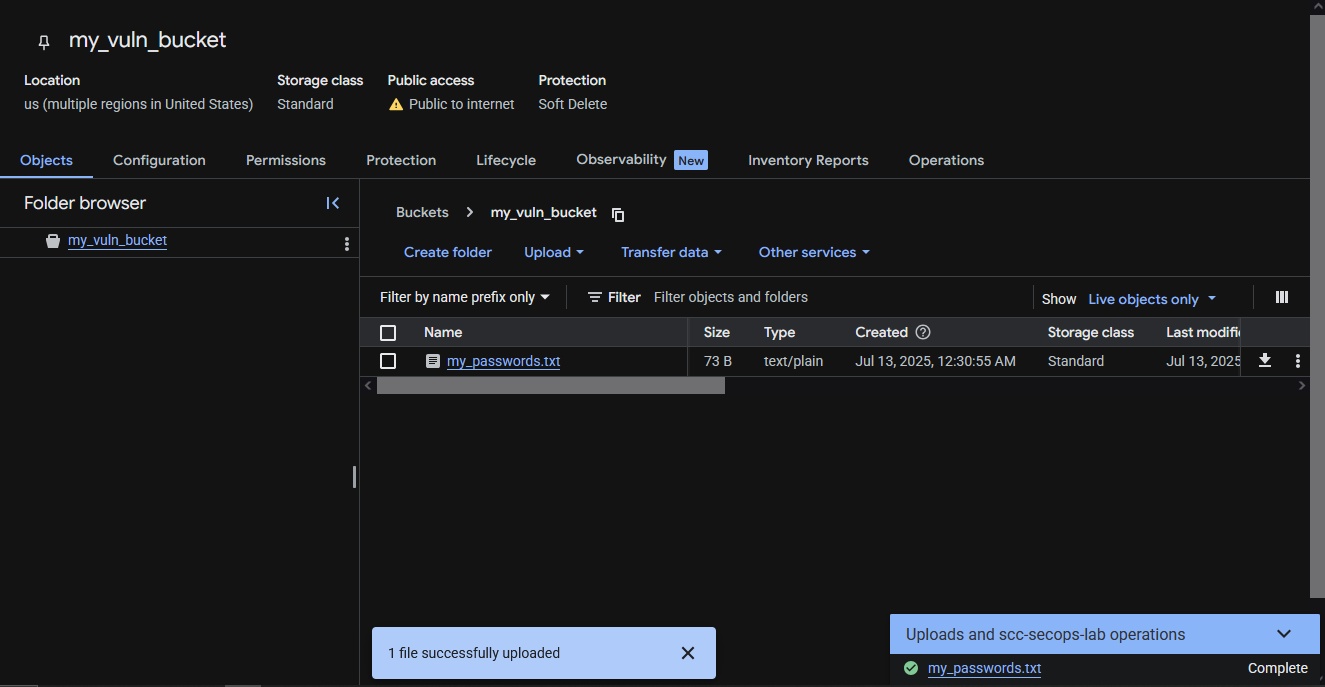 my_vuln_bucket
Location Storage class Public access Protection
us (multiple regions in United States) Standard Public to internet Soft Delete
Objects Configuration Permissions Protection Lifecycle Observability New Inventory Reports Operations
Folder browser
my_vuln_bucket
Buckets > my_vuln_bucket
Create folder Upload Transfer data Other services
Filter by name prefix only Filter Filter objects and folders Show Live objects only
Name Size Type Created Storage class Last modifi
my_passwords.txt 73 B text/plain Jul 13, 2025, 12:30:55 AM Standard Jul 13, 2025
1 file successfully uploaded
Uploads and scc-secops-lab operations
my_passwords.txt Complete